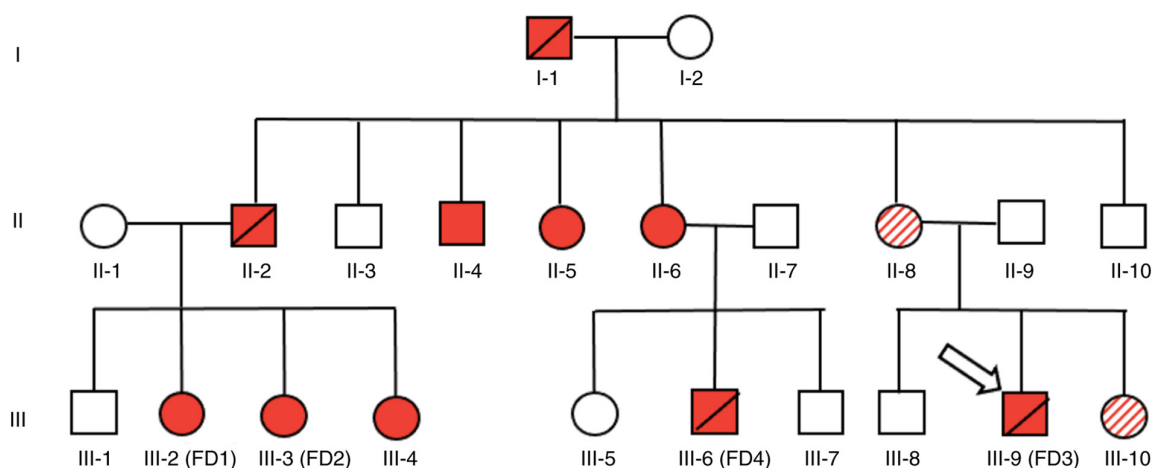 I
I-1 I-2
II
II-1 II-2 II-3 II-4 II-5 II-6 II-7 II-8 II-9 II-10
III
III-1 III-2 (FD1) III-3 (FD2) III-4 III-5 III-6 (FD4) III-7 III-8 III-9 (FD3) III-10